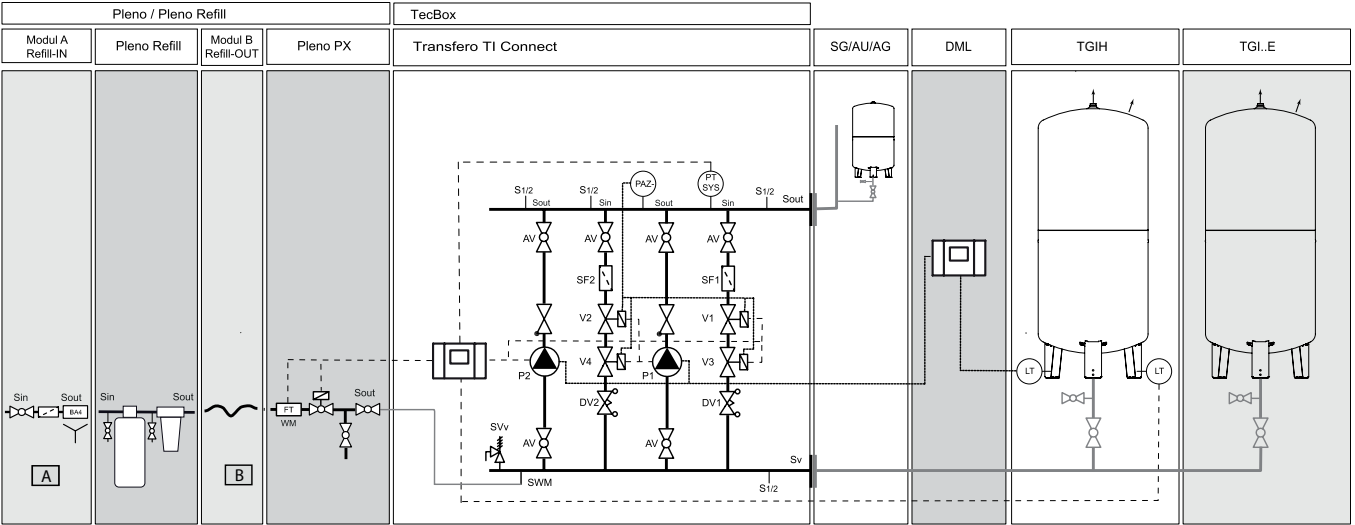 Pleno / Pleno Refill
TecBox
Modul A
Refill-IN
Pleno Refill
Modul B
Refill-OUT
Pleno PX
Transfero TI Connect
SG/AU/AG
DML
TGIH
TGI..E
PAZ-
PT
SYS
S1/2
S1/2
S1/2
Sout
Sin
Sout
Sin
Sout
AV
AV
AV
AV
SF2
SF1
V2
V1
V4
V3
P2
P1
LT
LT
DV2
DV1
Sin
Sout
Sin
Sout
Sout
BA4
FT
WM
SVv
AV
AV
Sv
A
B
SWM
S1/2